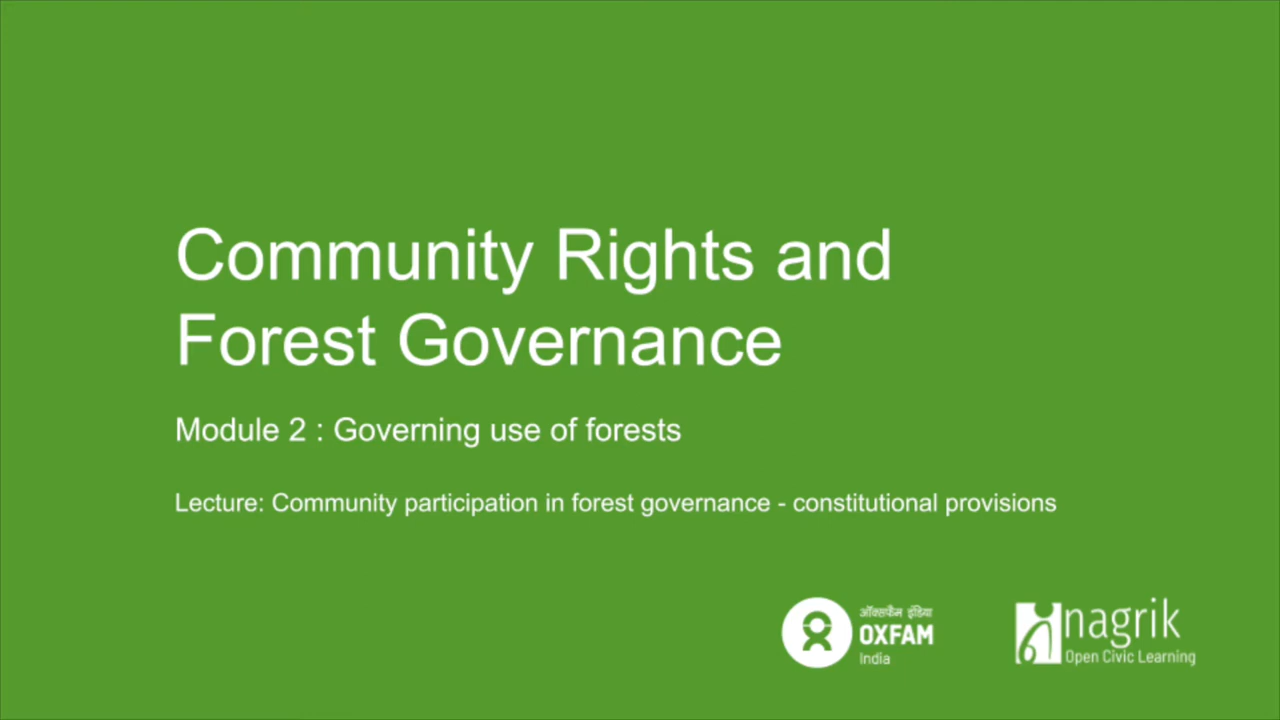 Community Rights and
Forest Governance
Module 2 : Governing use of forests
Lecture: Community participation in forest governance - constitutional provisions
ऑक्सफैम इंडिया
OXFAM
India
nagrik
Open Civic Learning